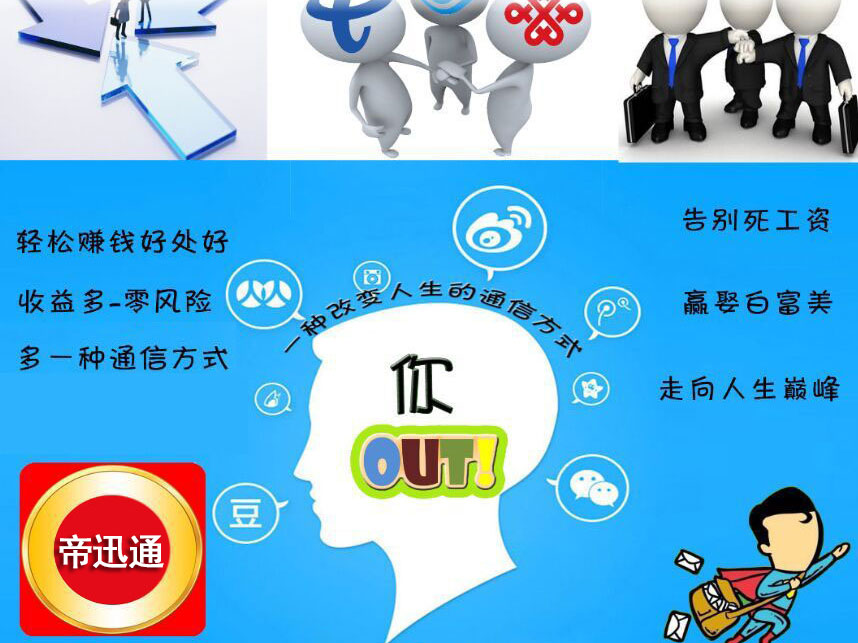 轻松赚钱好处好
收益多-零风险
多一种通信方式
一种改变人生的通信方式
你
OUT!
告别死工资
赢娶白富美
走向人生巅峰
豆
帝迅通